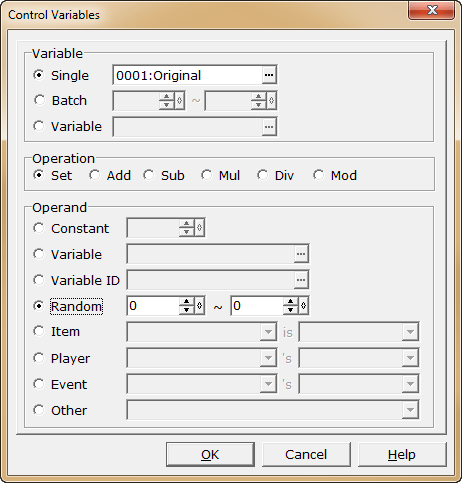 Control Variables
Variable
Single 0001:Original ...
Batch ~
Variable ...
Operation
Set Add Sub Mul Div Mod
Operand
Constant
Variable ...
Variable ID ...
Random 0 ~ 0
Item is
Player 's
Event 's
Other
OK Cancel Help